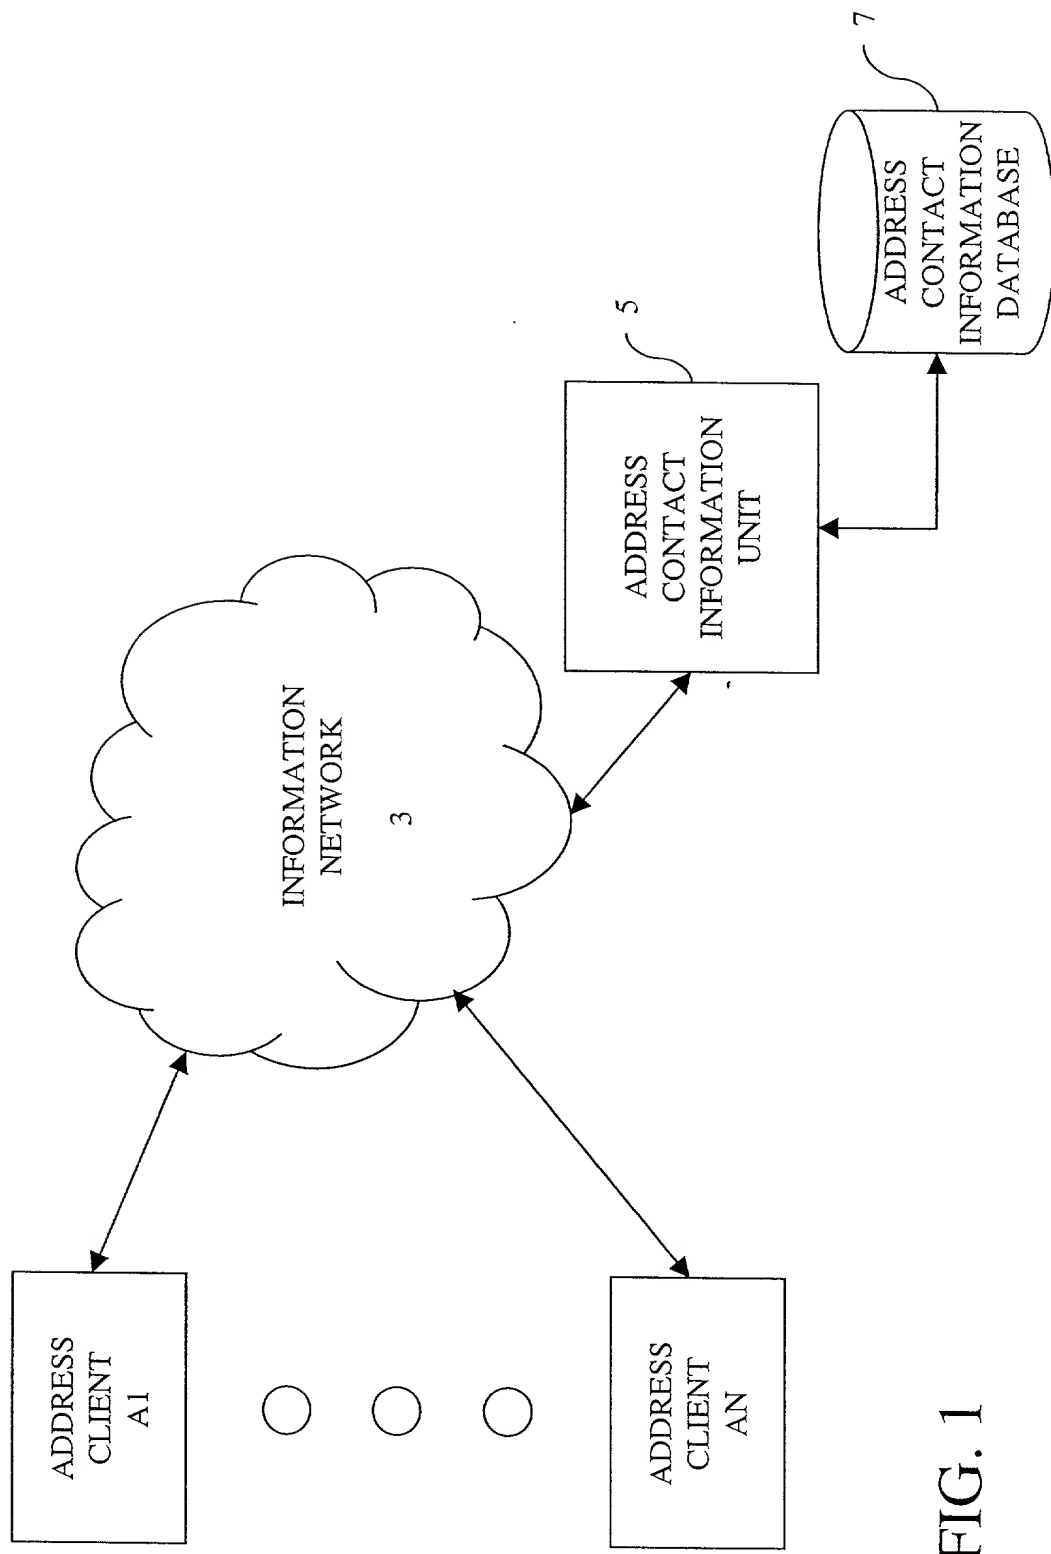 ADDRESS
CLIENT
A1
ADDRESS
CLIENT
AN
INFORMATION
NETWORK
3
ADDRESS
CONTACT
INFORMATION
UNIT
5
ADDRESS
CONTACT
INFORMATION
DATABASE
7
FIG. 1